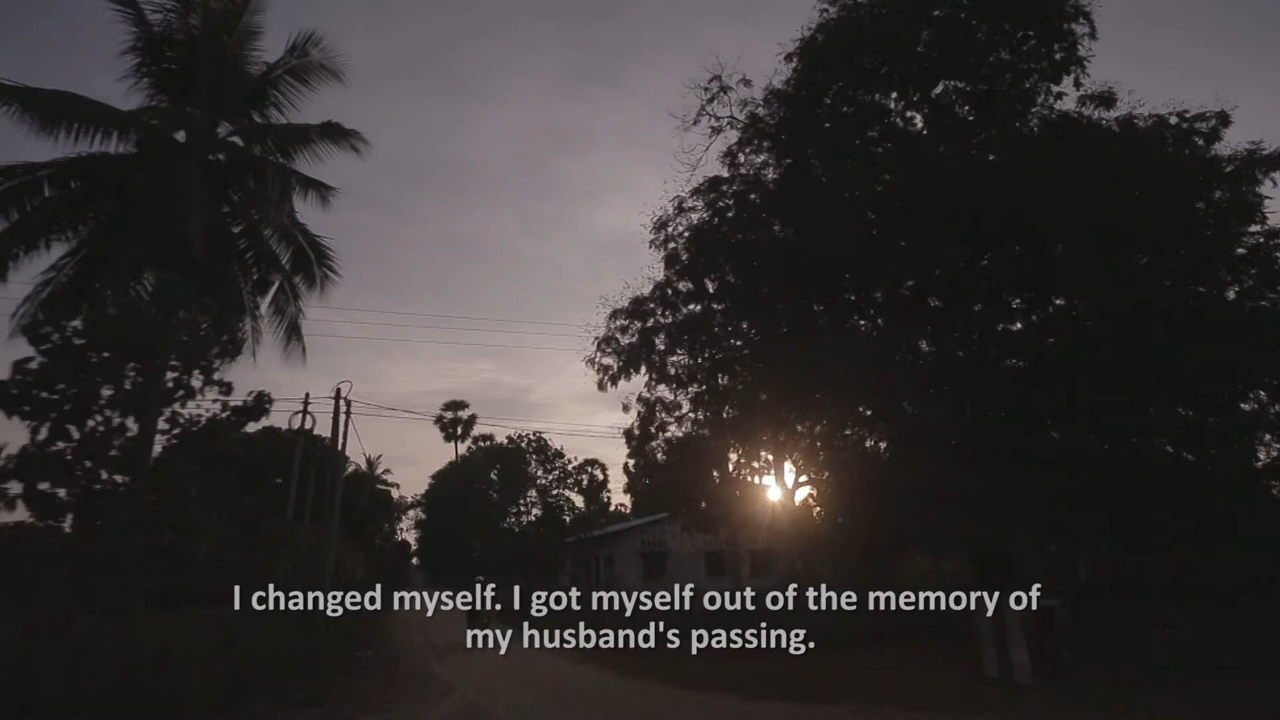 I changed myself. I got myself out of the memory of
my husband's passing.